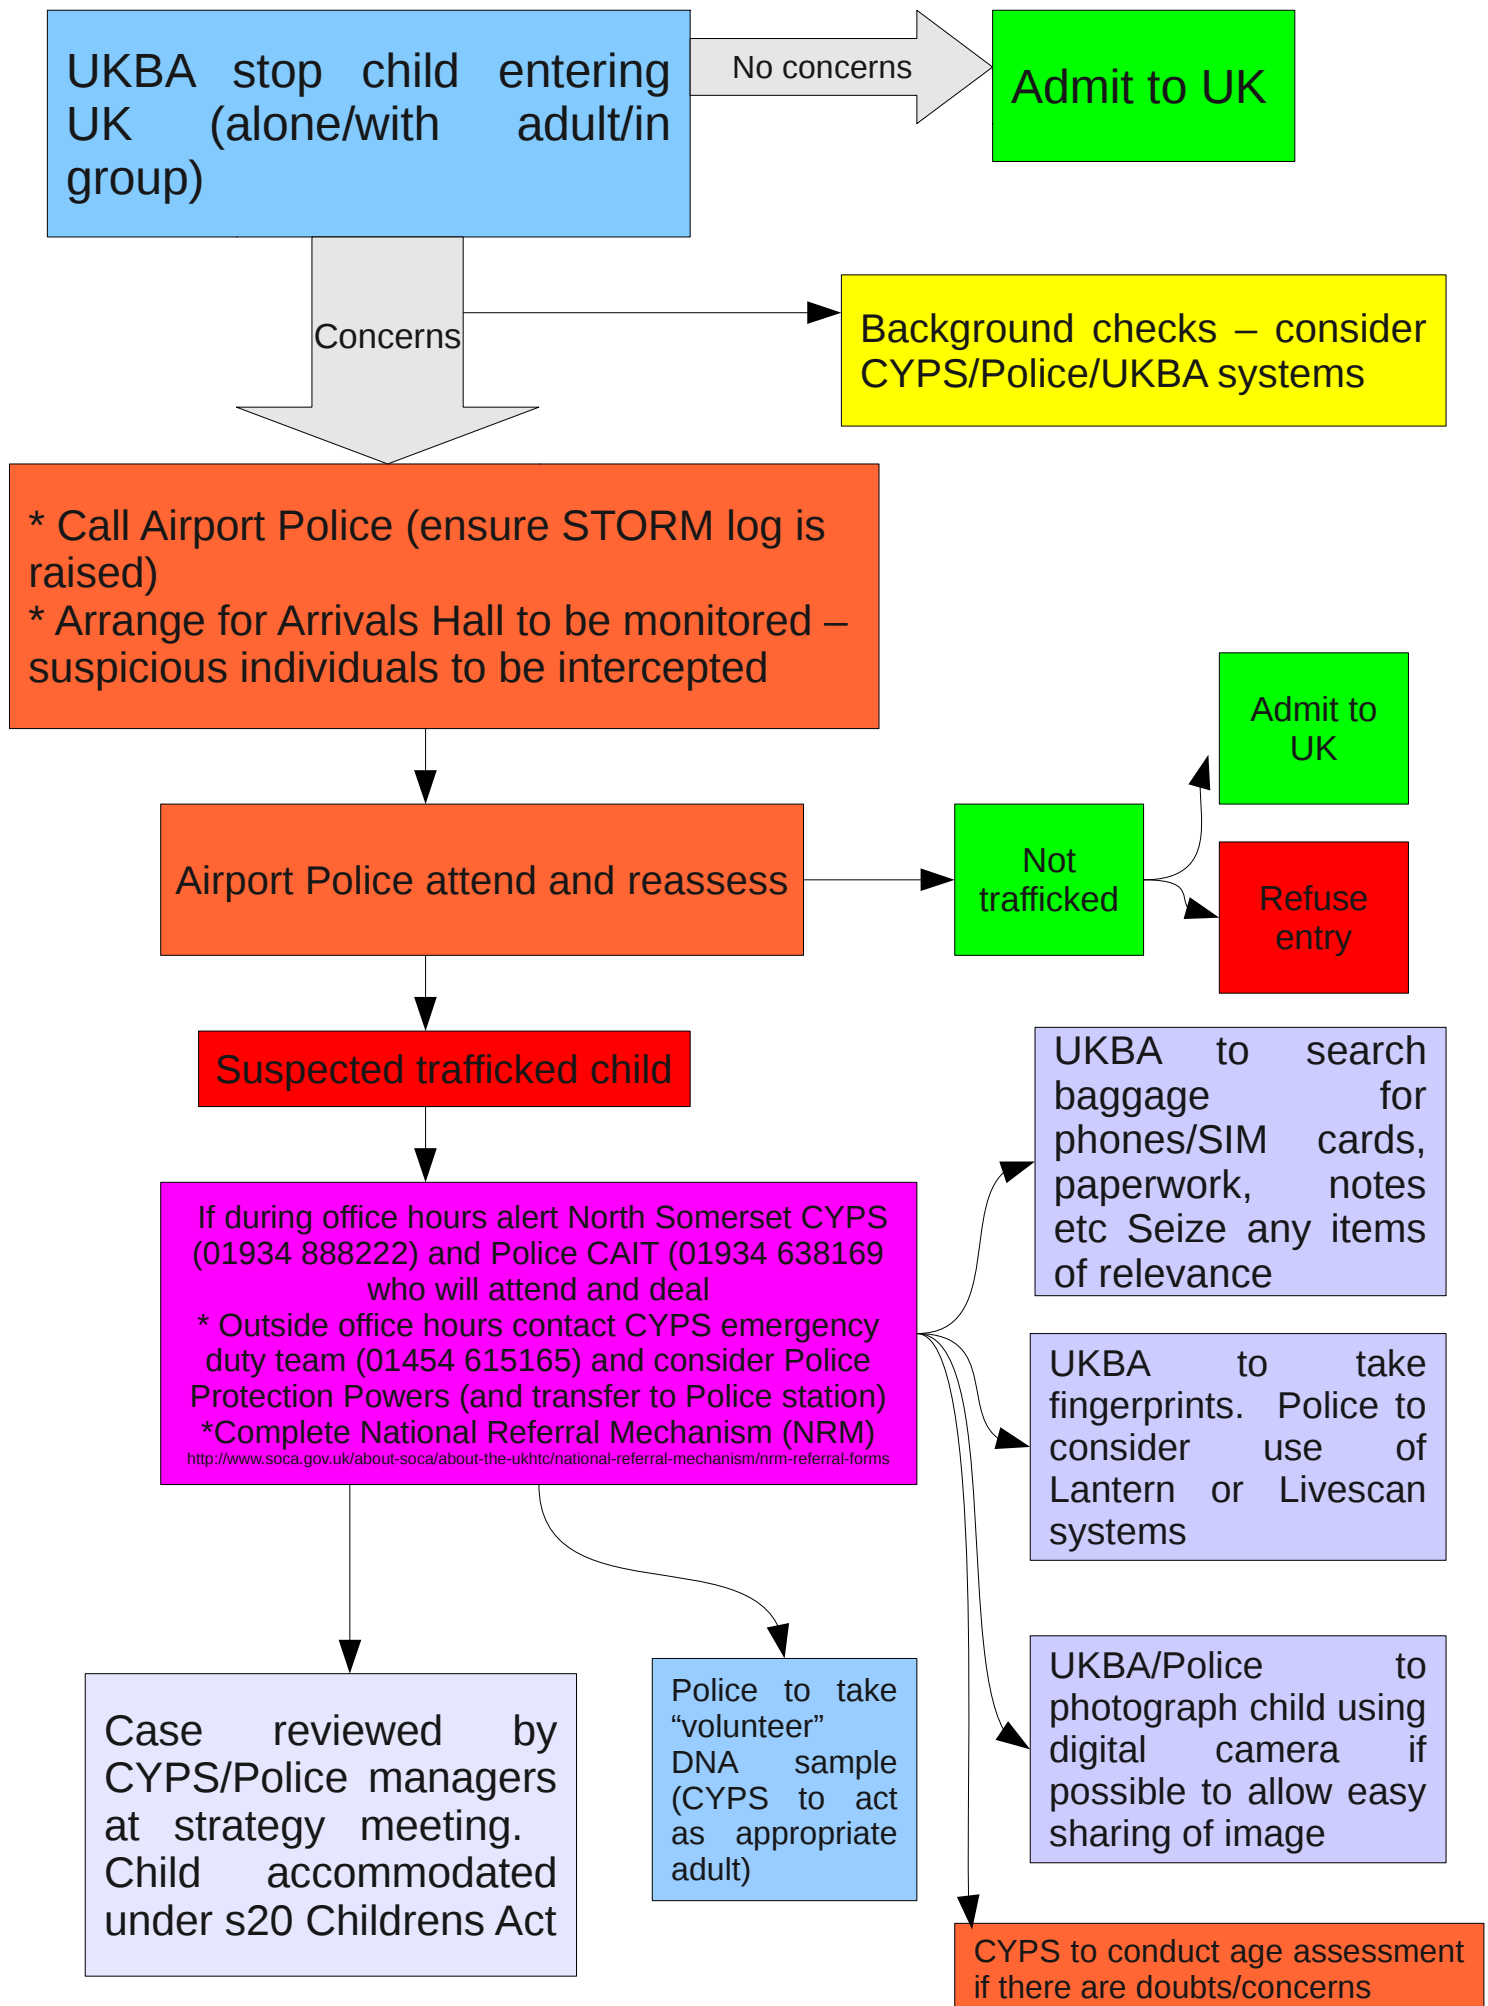 UKBA stop child entering
UK (alone/with adult/in
group)
No concerns
Admit to UK
Concerns
Background checks – consider
CYPS/Police/UKBA systems
* Call Airport Police (ensure STORM log is
raised)
* Arrange for Arrivals Hall to be monitored –
suspicious individuals to be intercepted
Airport Police attend and reassess
Not
trafficked
Admit to
UK
Refuse
entry
Suspected trafficked child
If during office hours alert North Somerset CYPS
(01934 888222) and Police CAIT (01934 638169
who will attend and deal
* Outside office hours contact CYPS emergency
duty team (01454 615165) and consider Police
Protection Powers (and transfer to Police station)
*Complete National Referral Mechanism (NRM)
http://www.soca.gov.uk/about-soca/about-the-ukhtc/national-referral-mechanism/nrm-referral-forms
UKBA to search
baggage for
phones/SIM cards,
paperwork, notes
etc Seize any items
of relevance
UKBA to take
fingerprints. Police to
consider use of
Lantern or Livescan
systems
UKBA/Police to
photograph child using
digital camera if
possible to allow easy
sharing of image
Case reviewed by
CYPS/Police managers
at strategy meeting.
Child accommodated
under s20 Childrens Act
Police to take
“volunteer”
DNA sample
(CYPS to act
as appropriate
adult)
CYPS to conduct age assessment
if there are doubts/concerns